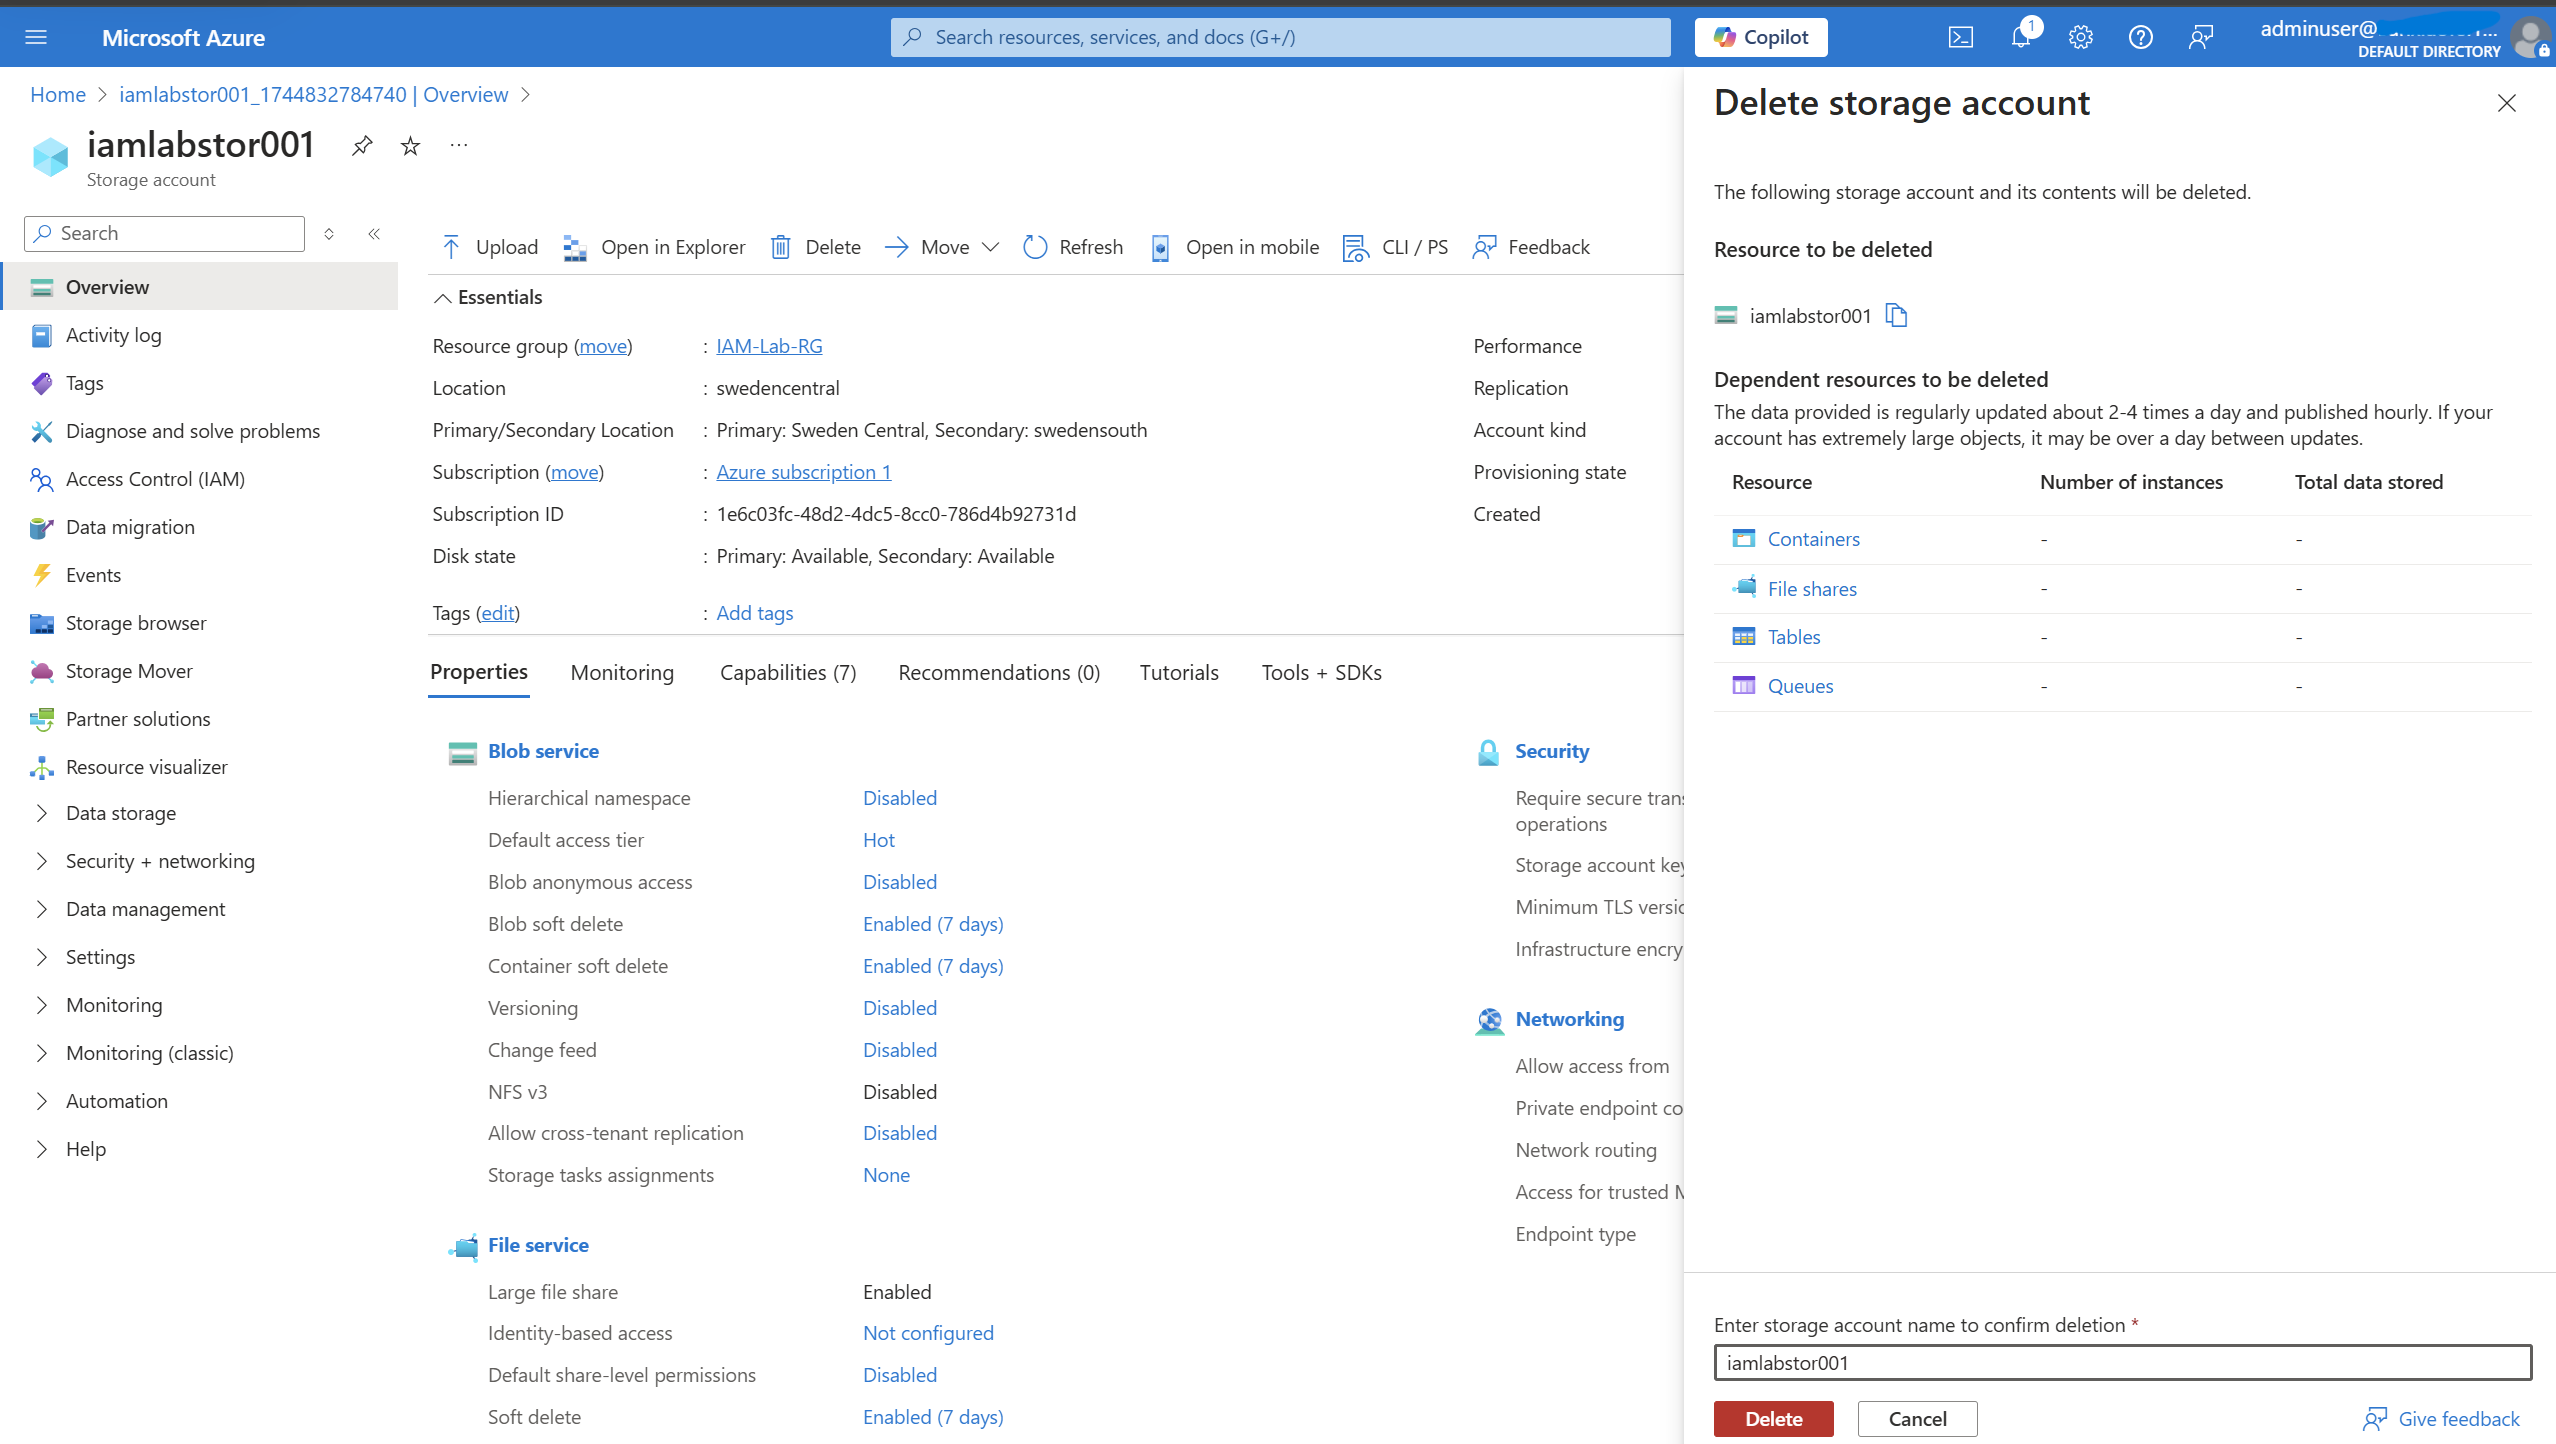 Microsoft Azure
Search resources, services, and docs (G+/)
Copilot
1
adminuser@
DEFAULT DIRECTORY
Home > iamlabstor001_1744832784740 | Overview >
iamlabstor001
Storage account
Search
Overview
Activity log
Tags
Diagnose and solve problems
Access Control (IAM)
Data migration
Events
Storage browser
Storage Mover
Partner solutions
Resource visualizer
Data storage
Security + networking
Data management
Settings
Monitoring
Monitoring (classic)
Automation
Help
Upload Open in Explorer Delete Move Refresh Open in mobile CLI / PS Feedback
Essentials
Resource group (move) : IAM-Lab-RG
Location : swedencentral
Primary/Secondary Location : Primary: Sweden Central, Secondary: swedensouth
Subscription (move) : Azure subscription 1
Subscription ID : 1e6c03fc-48d2-4dc5-8cc0-786d4b92731d
Disk state : Primary: Available, Secondary: Available
Tags (edit) : Add tags
Performance
Replication
Account kind
Provisioning state
Created
Properties Monitoring Capabilities (7) Recommendations (0) Tutorials Tools + SDKs
Blob service
Hierarchical namespace Disabled
Default access tier Hot
Blob anonymous access Disabled
Blob soft delete Enabled (7 days)
Container soft delete Enabled (7 days)
Versioning Disabled
Change feed Disabled
NFS v3 Disabled
Allow cross-tenant replication Disabled
Storage tasks assignments None
File service
Large file share Enabled
Identity-based access Not configured
Default share-level permissions Disabled
Soft delete Enabled (7 days)
Security
Require secure trans
operations
Storage account key
Minimum TLS versic
Infrastructure encry
Networking
Allow access from
Private endpoint co
Network routing
Access for trusted M
Endpoint type
Delete storage account
The following storage account and its contents will be deleted.
Resource to be deleted
iamlabstor001
Dependent resources to be deleted
The data provided is regularly updated about 2-4 times a day and published hourly. If your
account has extremely large objects, it may be over a day between updates.
Resource Number of instances Total data stored
Containers - -
File shares - -
Tables - -
Queues - -
Enter storage account name to confirm deletion *
iamlabstor001
Delete Cancel Give feedback